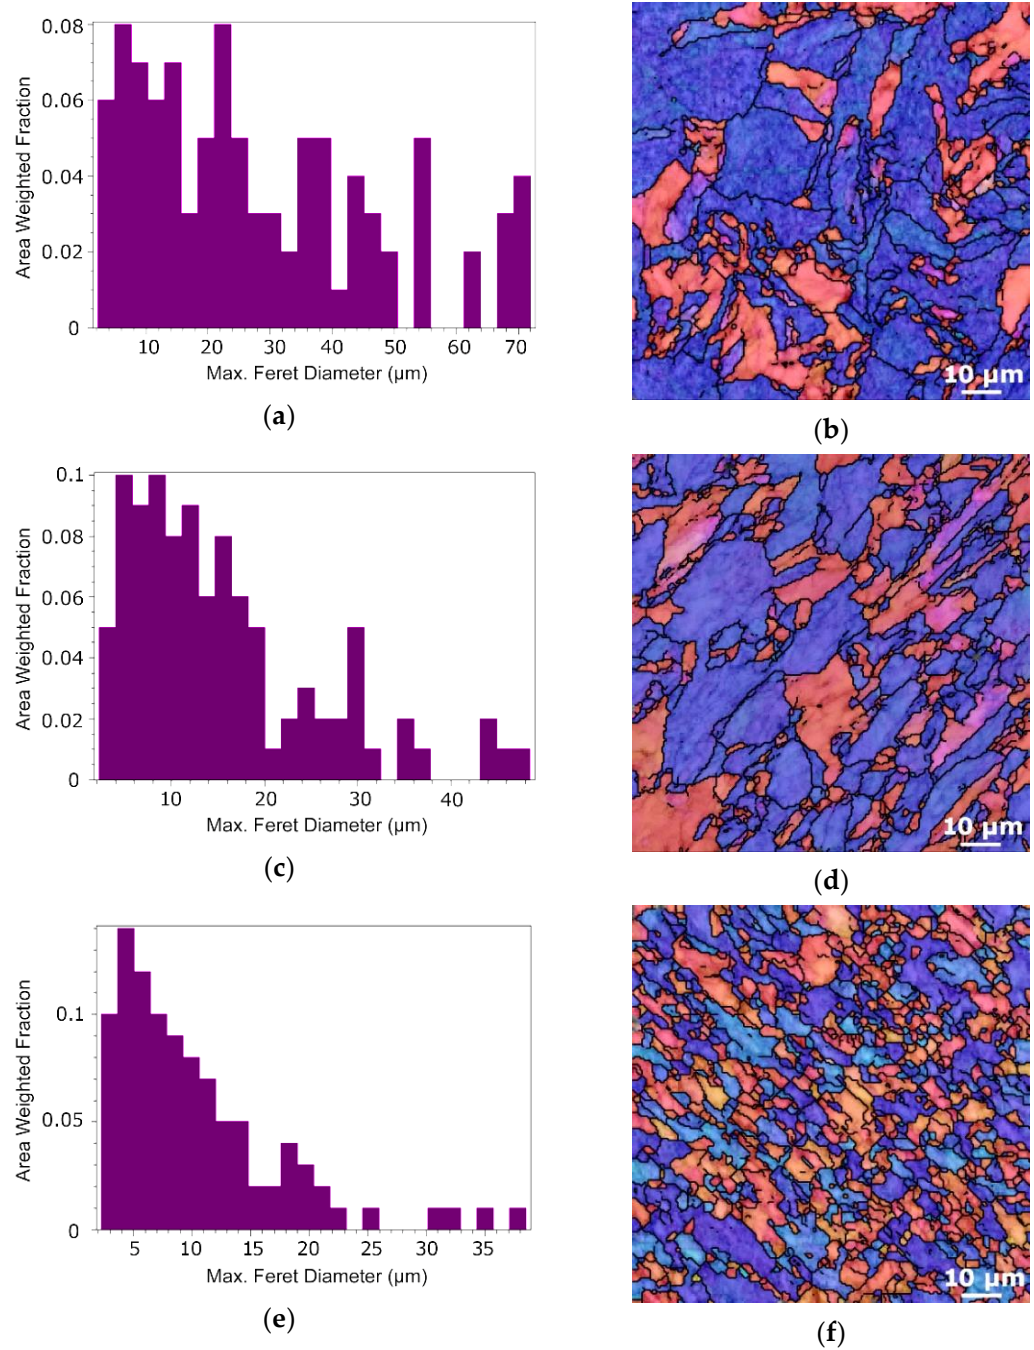 0.08
0.06
0.04
0.02
0
Area Weighted Fraction
10 20 30 40 50 60 70
Max. Feret Diameter (µm)
(a)
10 µm
(b)
0.1
0.08
0.06
0.04
0.02
0
Area Weighted Fraction
10 20 30 40
Max. Feret Diameter (µm)
(c)
10 µm
(d)
0.1
0.05
0
Area Weighted Fraction
5 10 15 20 25 30 35
Max. Feret Diameter (µm)
(e)
10 µm
(f)